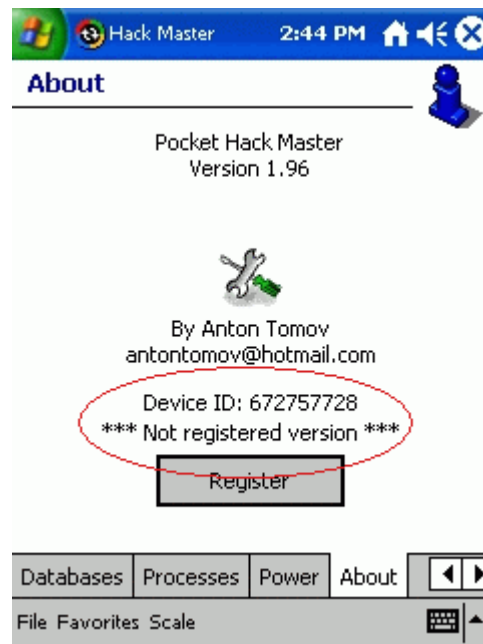 Hack Master 2:44 PM
About
Pocket Hack Master
Version 1.96
By Anton Tomov
antontomov@hotmail.com
Device ID: 672757728
*** Not registered version ***
Register
Databases Processes Power About
File Favorites Scale